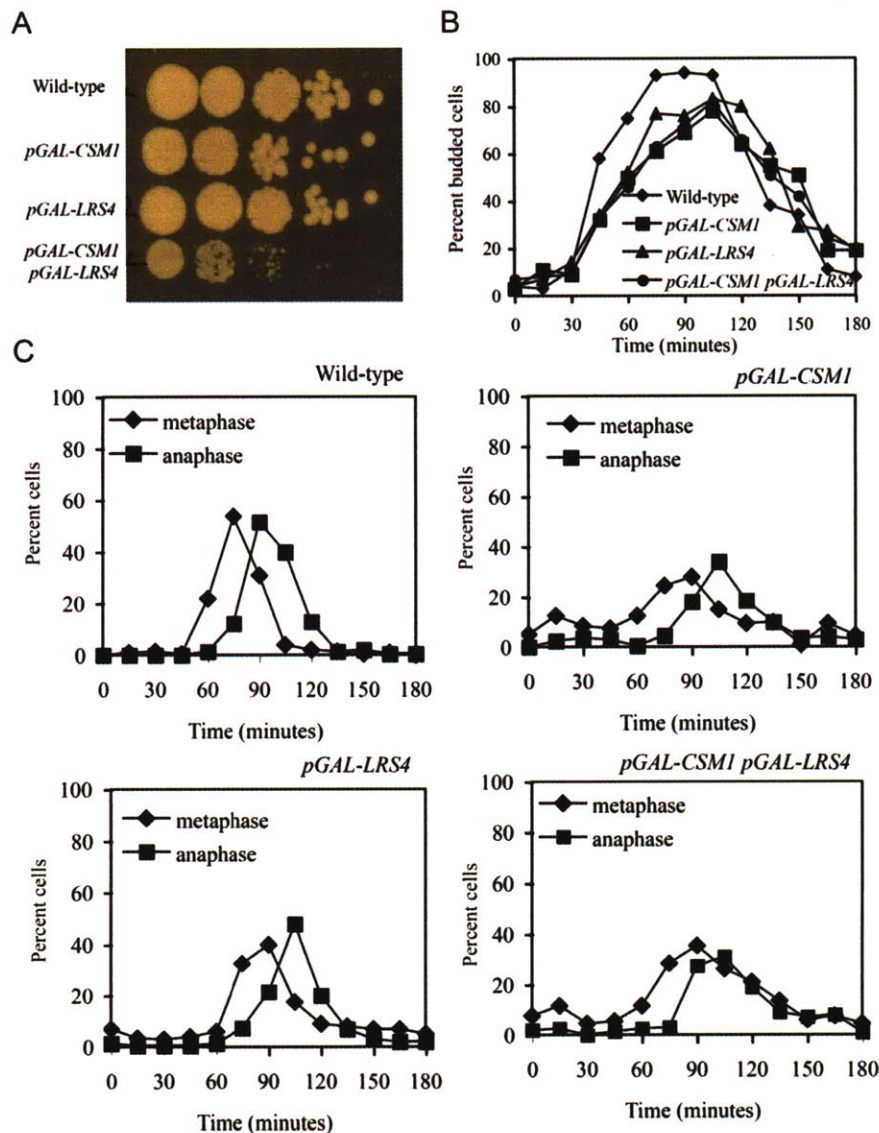 A
Wild-type
pGAL-CSM1
pGAL-LRS4
pGAL-CSM1
pGAL-LRS4
B
Percent budded cells
100
80
60
40
20
0
Wild-type
pGAL-CSM1
pGAL-LRS4
pGAL-CSM1 pGAL-LRS4
0 30 60 90 120 150 180
Time (minutes)
C
Wild-type
Percent cells
100
80
60
40
20
0
metaphase
anaphase
0 30 60 90 120 150 180
Time (minutes)
pGAL-CSM1
Percent cells
100
80
60
40
20
0
metaphase
anaphase
0 30 60 90 120 150 180
Time (minutes)
pGAL-LRS4
Percent cells
100
80
60
40
20
0
metaphase
anaphase
0 30 60 90 120 150 180
Time (minutes)
pGAL-CSM1 pGAL-LRS4
Percent cells
100
80
60
40
20
0
metaphase
anaphase
0 30 60 90 120 150 180
Time (minutes)